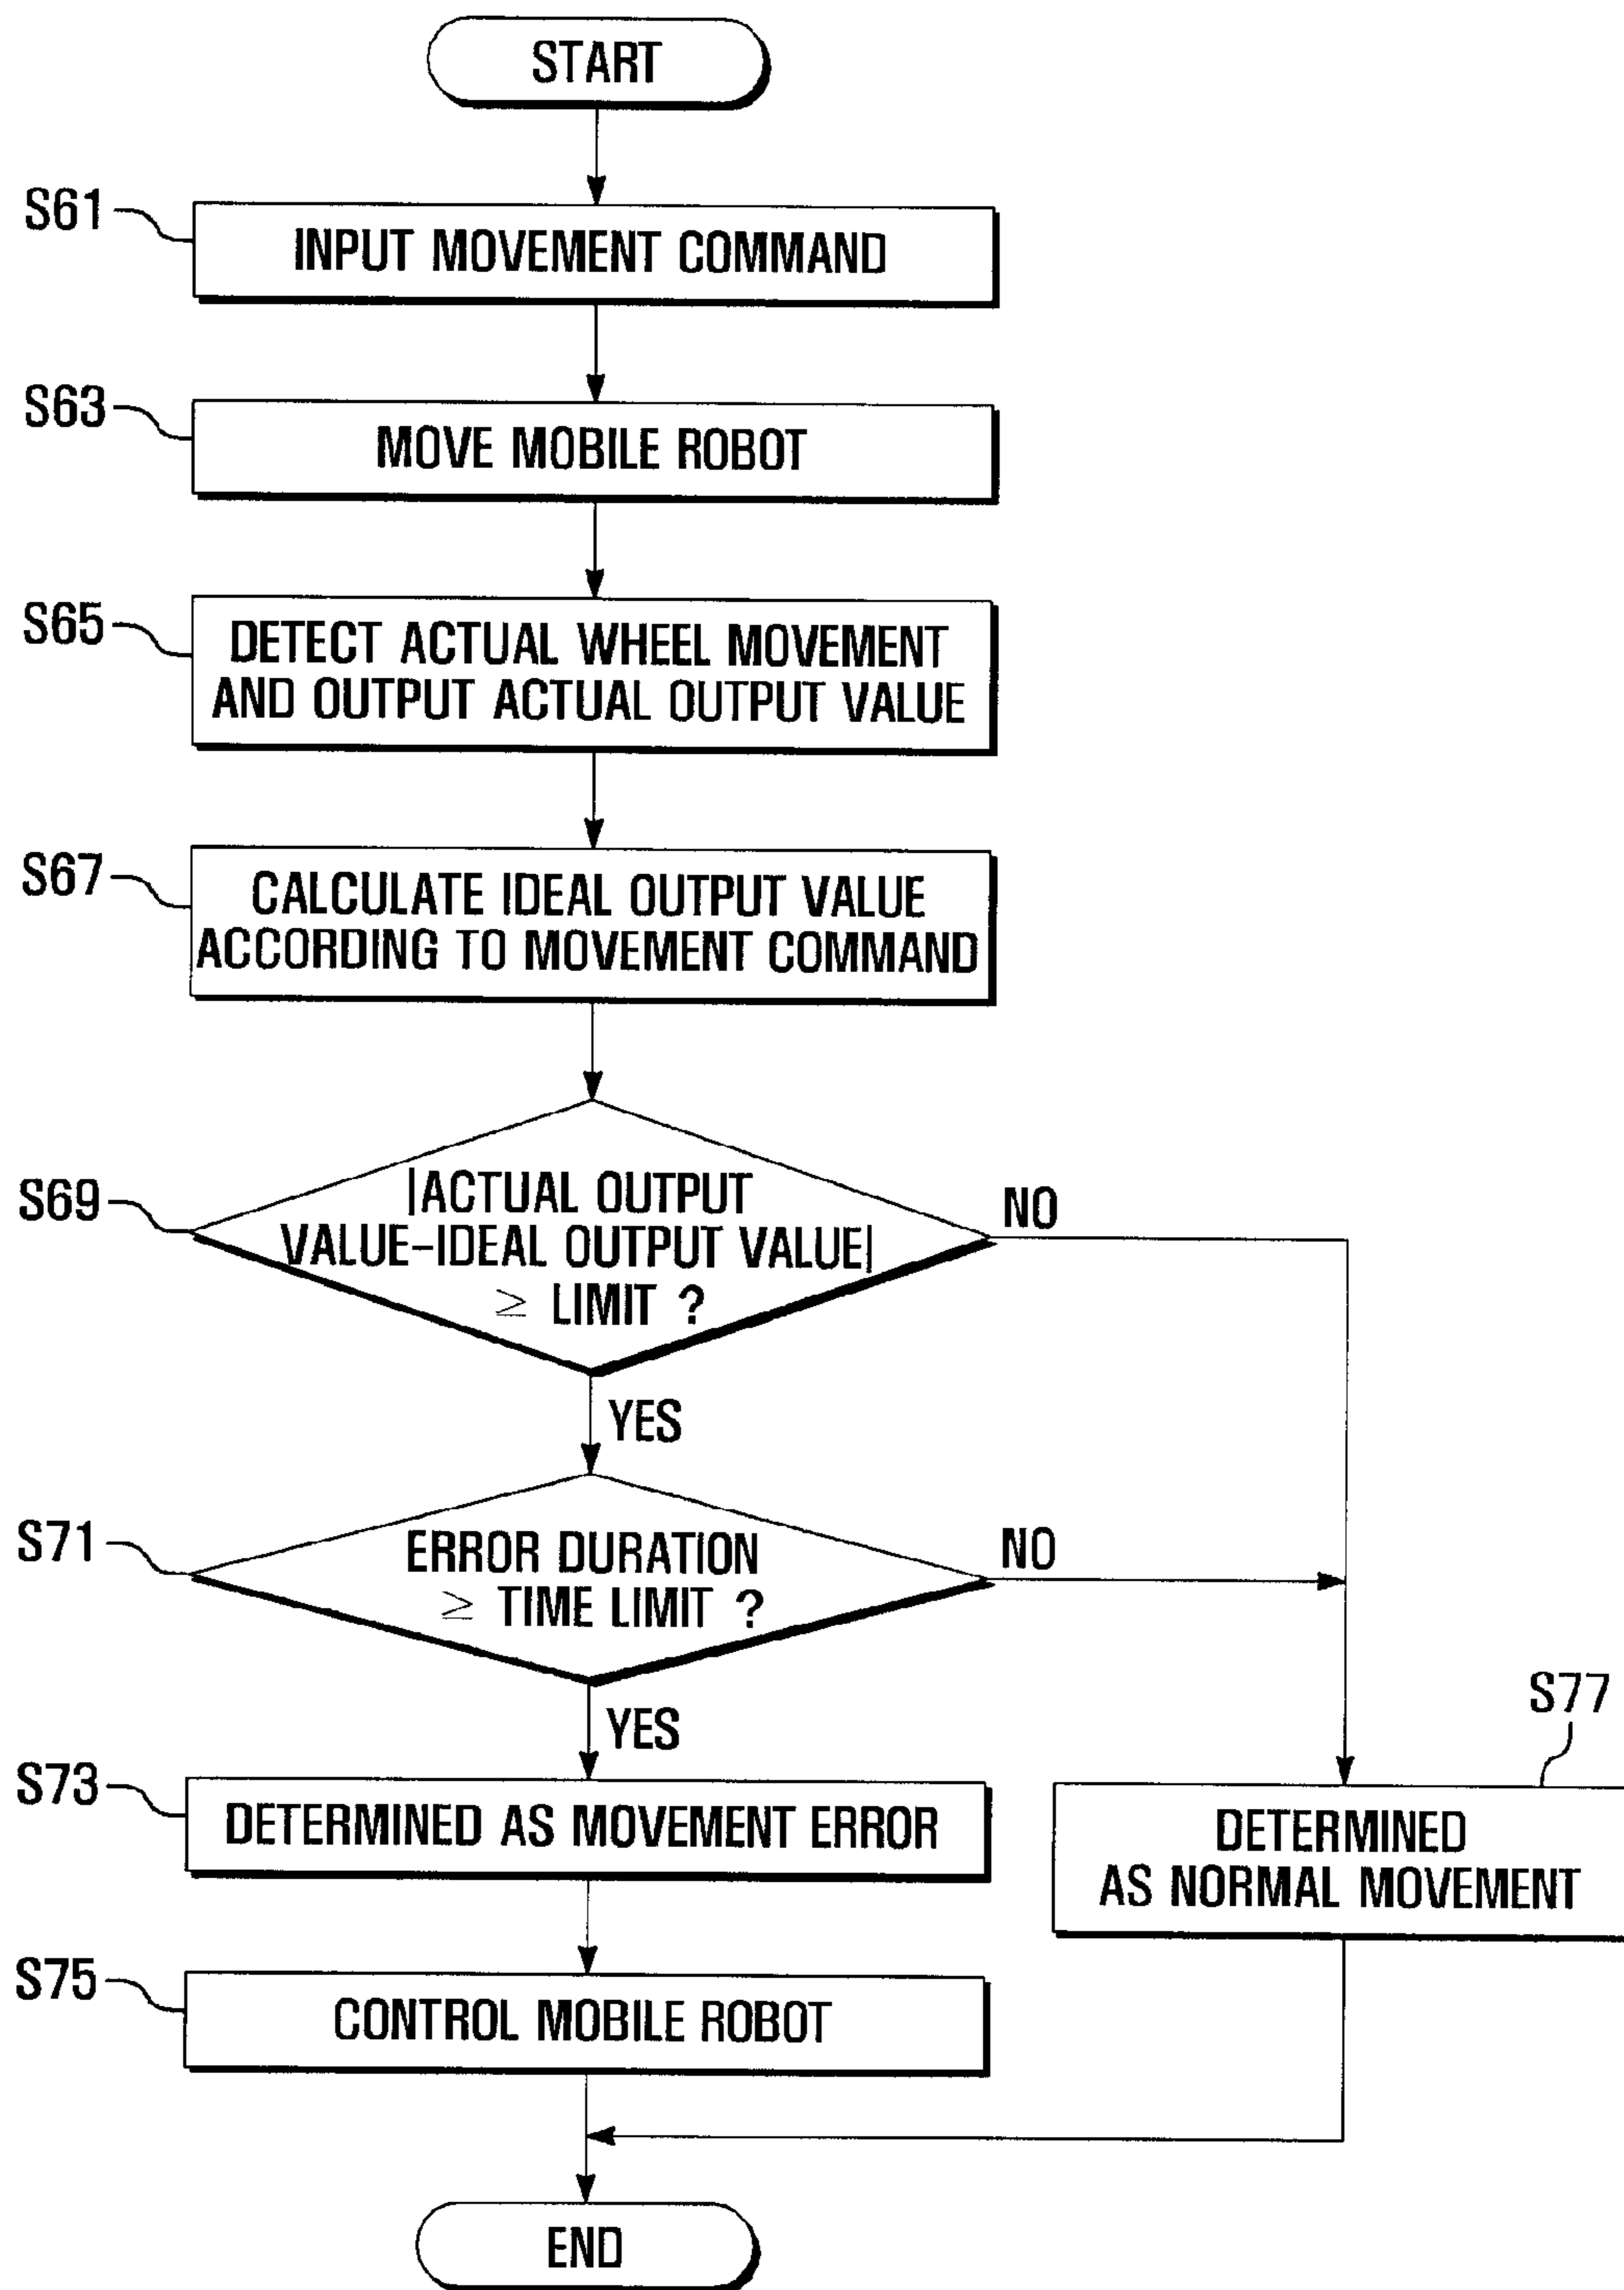 START
S61
INPUT MOVEMENT COMMAND
S63
MOVE MOBILE ROBOT
S65
DETECT ACTUAL WHEEL MOVEMENT
AND OUTPUT ACTUAL OUTPUT VALUE
S67
CALCULATE IDEAL OUTPUT VALUE
ACCORDING TO MOVEMENT COMMAND
S69
|ACTUAL OUTPUT
VALUE-IDEAL OUTPUT VALUE|
≥ LIMIT ?
NO
YES
S71
ERROR DURATION
≥ TIME LIMIT ?
NO
YES
S73
DETERMINED AS MOVEMENT ERROR
S77
DETERMINED
AS NORMAL MOVEMENT
S75
CONTROL MOBILE ROBOT
END